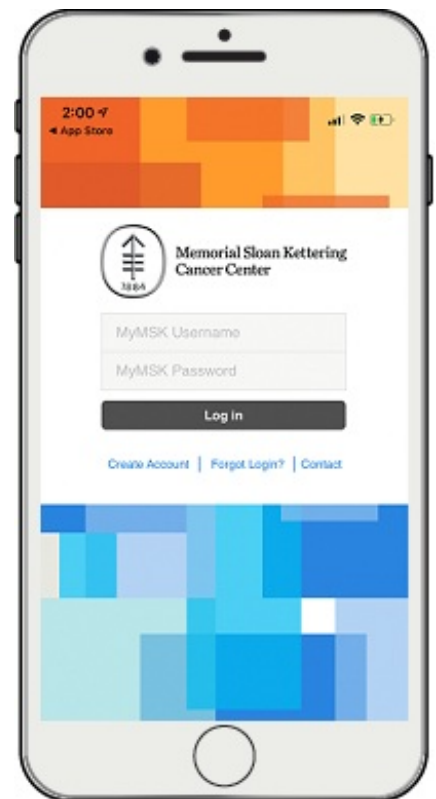 2:00
◀ App Store
1884
Memorial Sloan Kettering
Cancer Center
MyMSK Username
MyMSK Password
Log in
Create Account | Forgot Login? | Contact